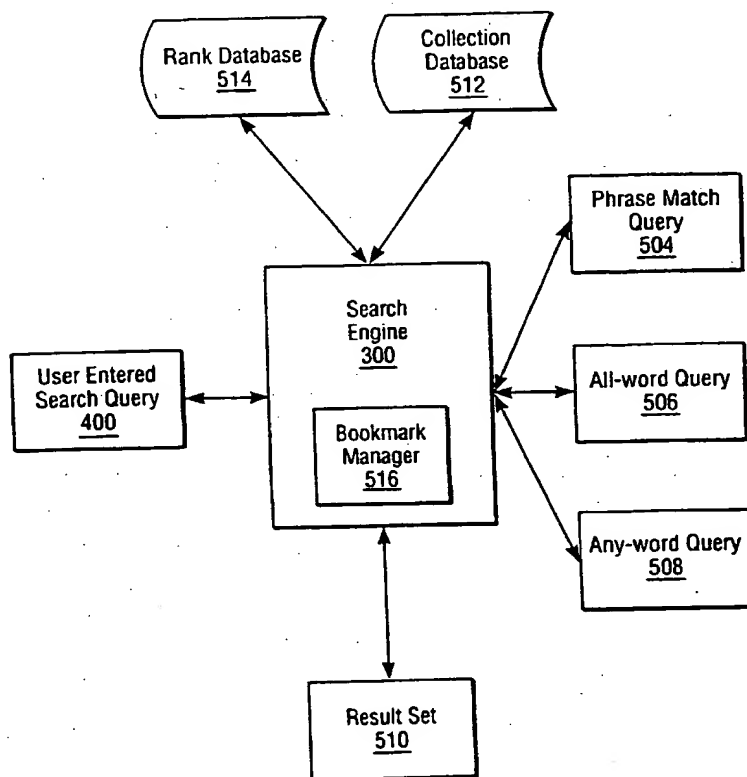 Rank Database
514
Collection
Database
512
Phrase Match
Query
504
Search
Engine
300
User Entered
Search Query
400
All-word Query
506
Bookmark
Manager
516
Any-word Query
508
Result Set
510